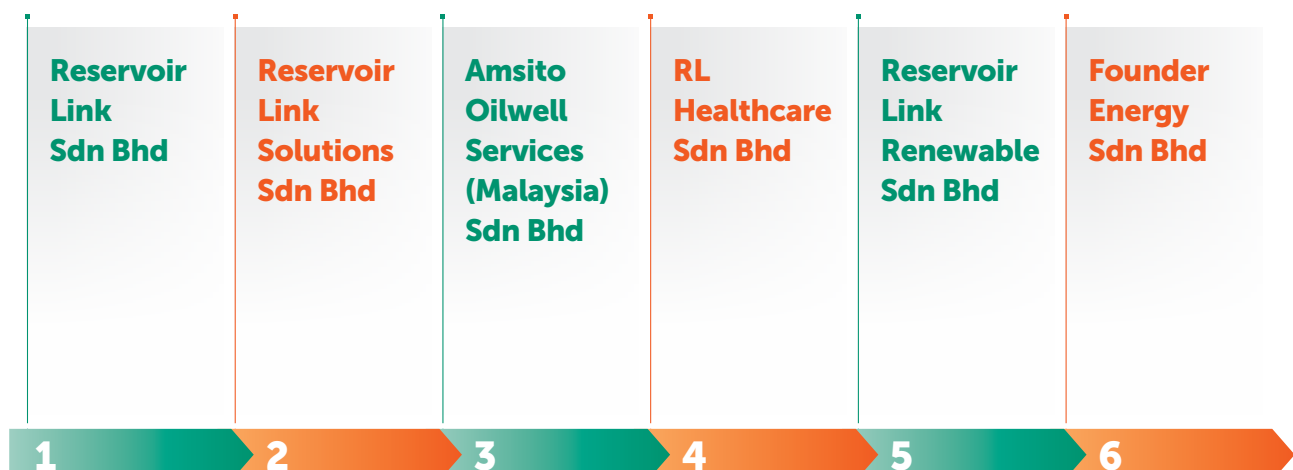 Reservoir
Link
Sdn Bhd
Reservoir
Link
Solutions
Sdn Bhd
Amsito
Oilwell
Services
(Malaysia)
Sdn Bhd
RL
Healthcare
Sdn Bhd
Reservoir
Link
Renewable
Sdn Bhd
Founder
Energy
Sdn Bhd
1
2
3
4
5
6